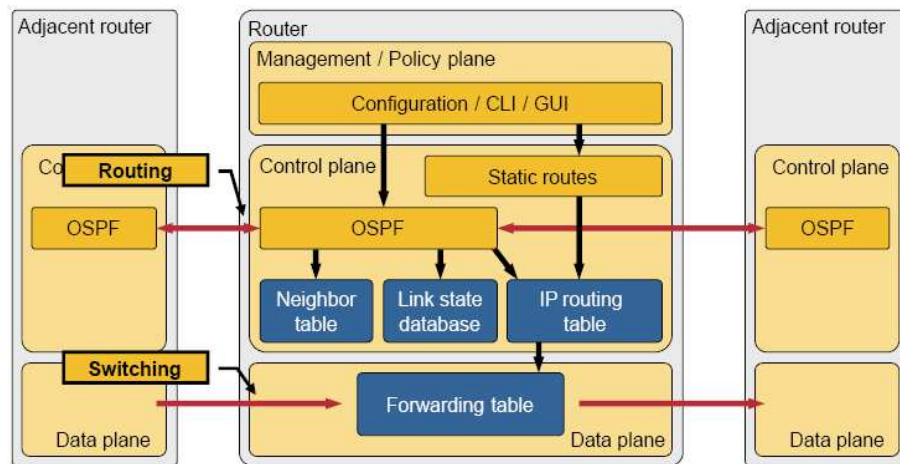 Adjacent router
Router
Adjacent router
Management / Policy plane
Configuration / CLI / GUI
Co
Routing
Control plane
Static routes
Control plane
OSPF
OSPF
OSPF
Neighbor
table
Link state
database
IP routing
table
Switching
Forwarding table
Data plane
Data plane
Data plane